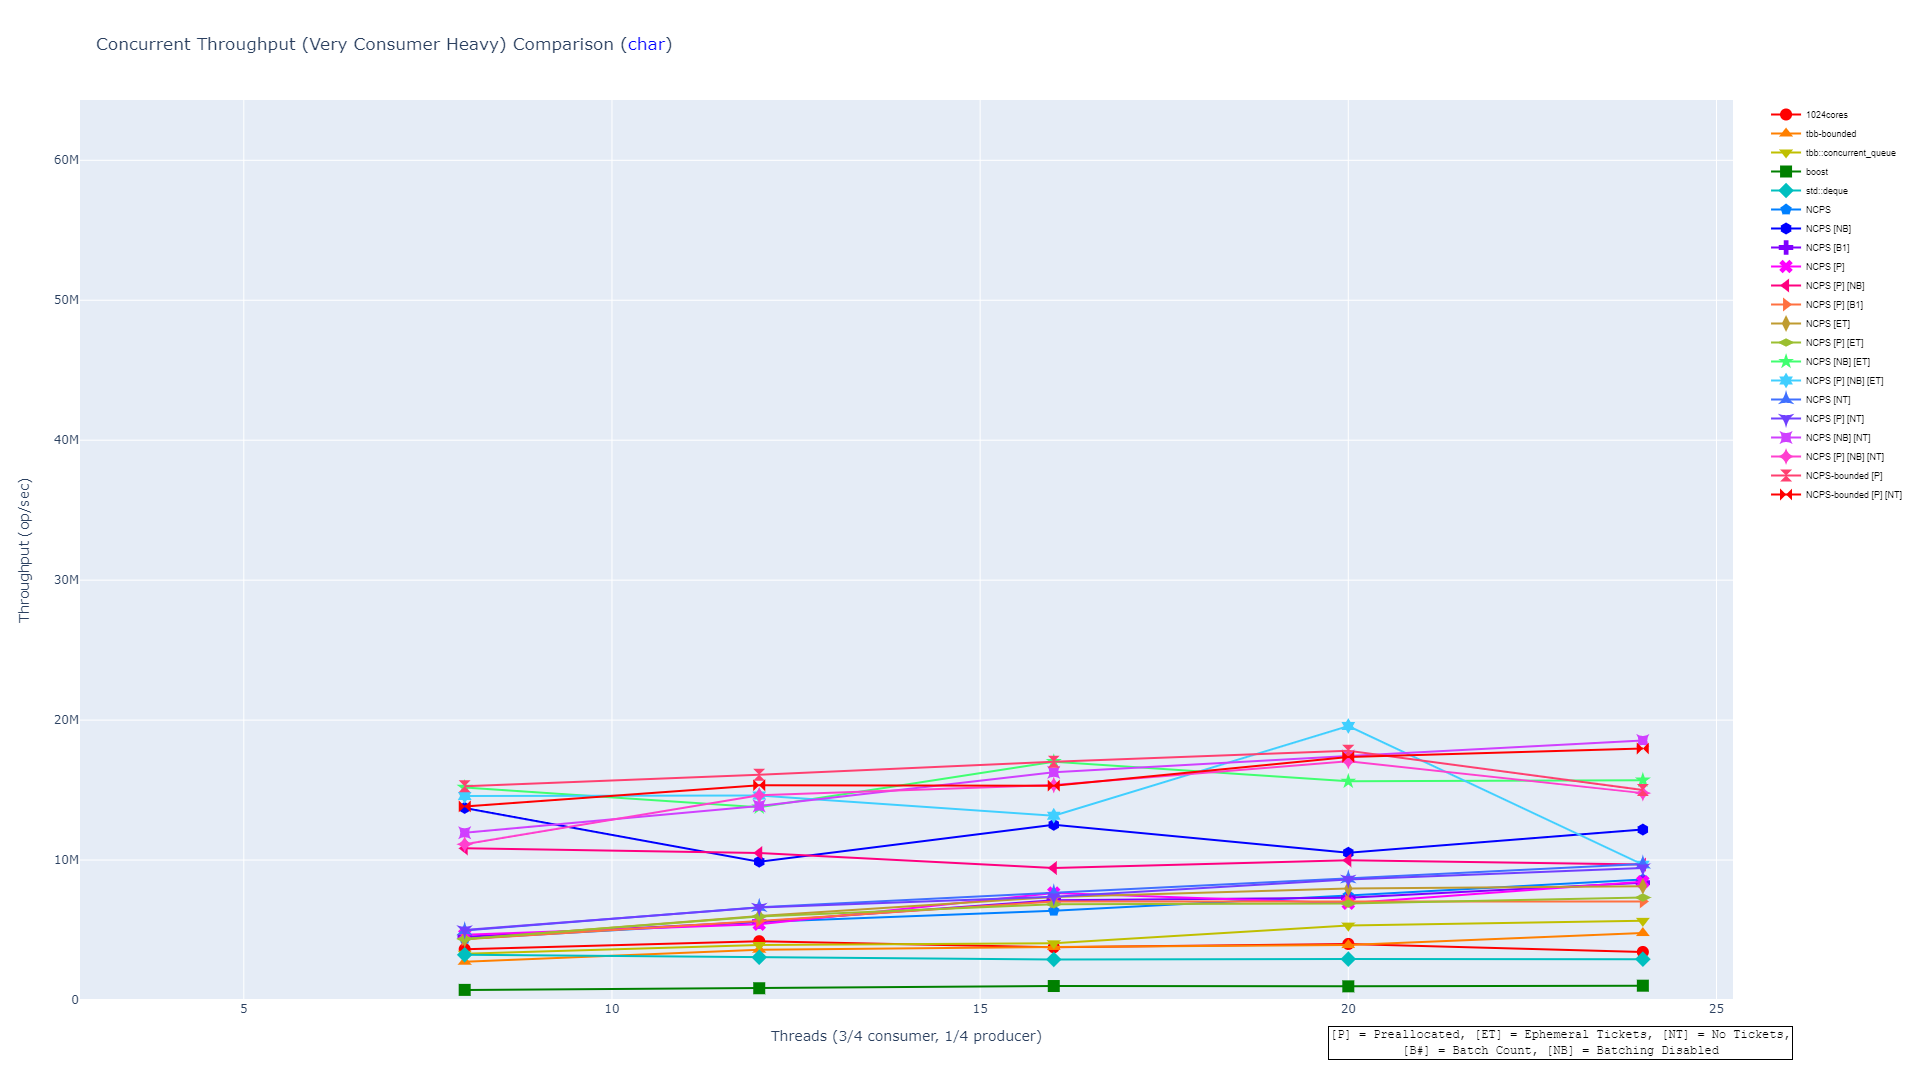 Concurrent Throughput (Very Consumer Heavy) Comparison (char)
60M
50M
40M
30M
20M
10M
0
Throughput (op/sec)
5
10
15
20
25
Threads (3/4 consumer, 1/4 producer)
1024cores
tbb-bounded
tbb::concurrent_queue
boost
std::deque
NCPS
NCPS [NB]
NCPS [B1]
NCPS [P]
NCPS [P] [NB]
NCPS [P] [B1]
NCPS [ET]
NCPS [P] [ET]
NCPS [NB] [ET]
NCPS [P] [NB] [ET]
NCPS [NT]
NCPS [P] [NT]
NCPS [NB] [NT]
NCPS [P] [NB] [NT]
NCPS-bounded [P]
NCPS-bounded [P] [NT]
[P] = Preallocated, [ET] = Ephemeral Tickets, [NT] = No Tickets,
[B#] = Batch Count, [NB] = Batching Disabled